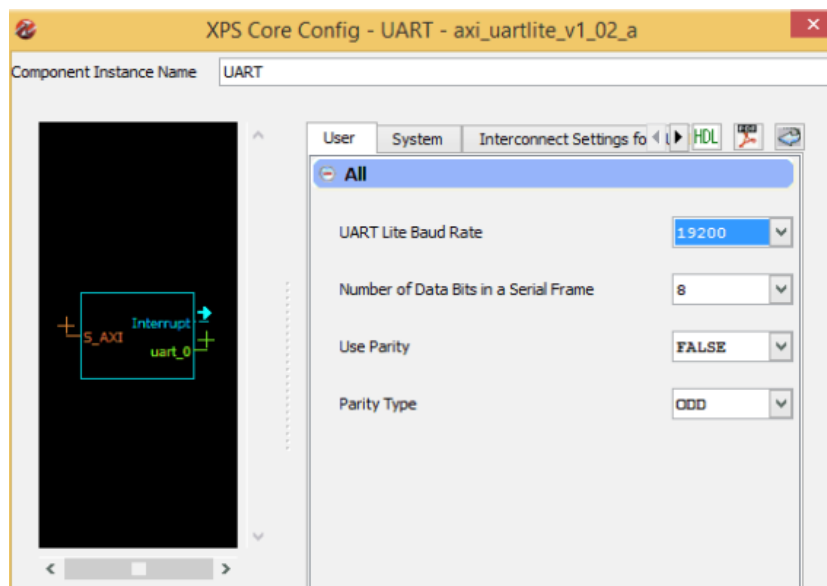 XPS Core Config - UART - axi_uartlite_v1_02_a
Component Instance Name UART
User System Interconnect Settings fo HDL
All
UART Lite Baud Rate 19200
Number of Data Bits in a Serial Frame 8
Use Parity FALSE
Parity Type ODD
Interrupt
S_AXI
uart_0